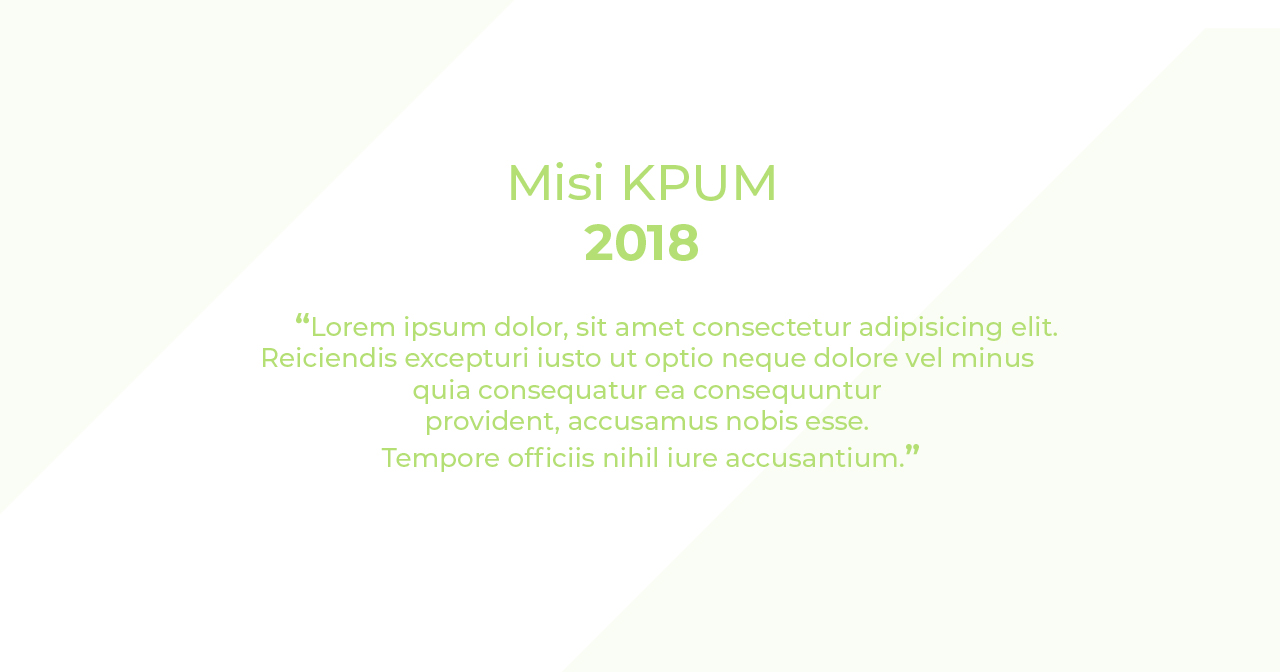 Misi KPUM
2018
“Lorem ipsum dolor, sit amet consectetur adipisicing elit.
Reiciendis excepturi iusto ut optio neque dolore vel minus
quia consequatur ea consequuntur
provident, accusamus nobis esse.
Tempore officiis nihil iure accusantium.”